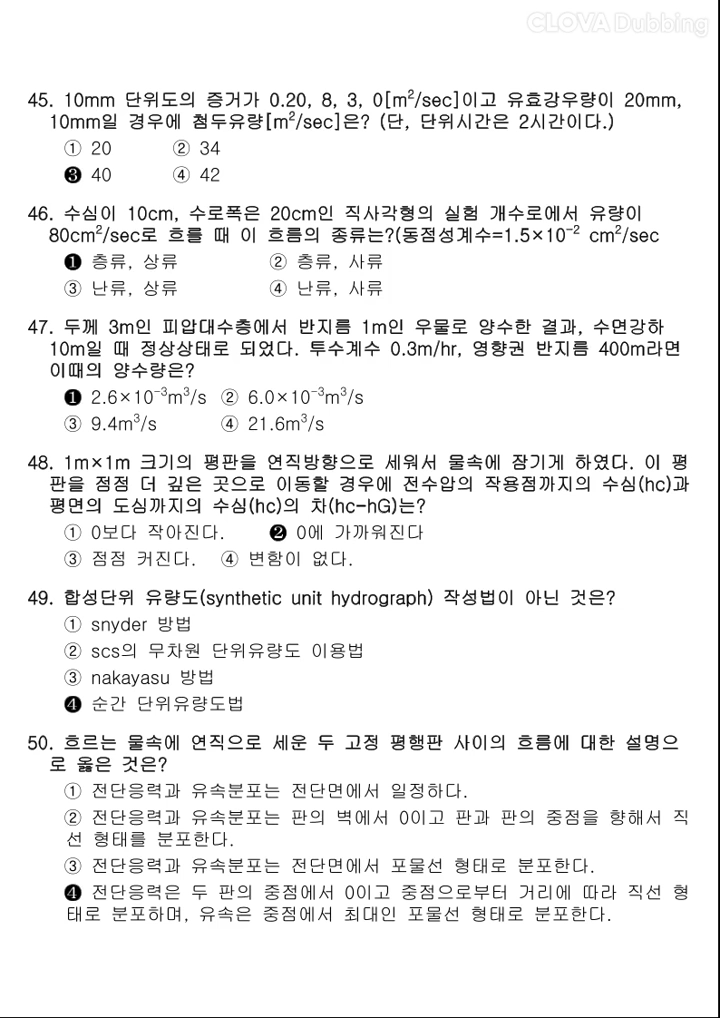 CLOVA Dubbing
45. 10mm 단위도의 증거가 0.20, 8, 3, 0[m²/sec]이고 유효강우량이 20mm,
10mm일 경우에 첨두유량[m²/sec]은? (단, 단위시간은 2시간이다.)
① 20 ② 34
❸ 40 ④ 42
46. 수심이 10cm, 수로폭은 20cm인 직사각형의 실험 개수로에서 유량이
80cm²/sec로 흐를 때 이 흐름의 종류는?(동점성계수=1.5×10⁻² cm²/sec
❶ 층류, 상류 ② 층류, 사류
③ 난류, 상류 ④ 난류, 사류
47. 두께 3m인 피압대수층에서 반지름 1m인 우물로 양수한 결과, 수면강하
10m일 때 정상상태로 되었다. 투수계수 0.3m/hr, 영향권 반지름 400m라면
이때의 양수량은?
❶ 2.6×10⁻³m³/s ② 6.0×10⁻³m³/s
③ 9.4m³/s ④ 21.6m³/s
48. 1m×1m 크기의 평판을 연직방향으로 세워서 물속에 잠기게 하였다. 이 평
판을 점점 더 깊은 곳으로 이동할 경우에 전수압의 작용점까지의 수심(hc)과
평면의 도심까지의 수심(hc)의 차(hc-hG)는?
① 0보다 작아진다. ❷ 0에 가까워진다
③ 점점 커진다. ④ 변함이 없다.
49. 합성단위 유량도(synthetic unit hydrograph) 작성법이 아닌 것은?
① snyder 방법
② scs의 무차원 단위유량도 이용법
③ nakayasu 방법
❹ 순간 단위유량도법
50. 흐르는 물속에 연직으로 세운 두 고정 평행판 사이의 흐름에 대한 설명으
로 옳은 것은?
① 전단응력과 유속분포는 전단면에서 일정하다.
② 전단응력과 유속분포는 판의 벽에서 0이고 판과 판의 중점을 향해서 직
선 형태를 분포한다.
③ 전단응력과 유속분포는 전단면에서 포물선 형태로 분포한다.
❹ 전단응력은 두 판의 중점에서 0이고 중점으로부터 거리에 따라 직선 형
태로 분포하며, 유속은 중점에서 최대인 포물선 형태로 분포한다.